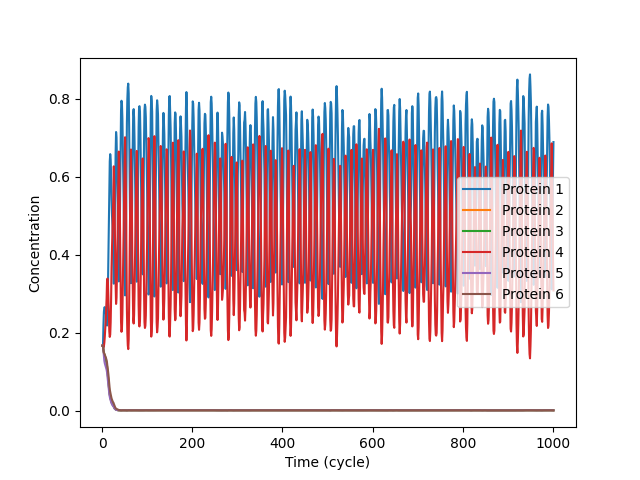 0.8
0.6
0.4
0.2
0.0
Concentration
0
200
400
600
800
1000
Time (cycle)
Protein 1
Protein 2
Protein 3
Protein 4
Protein 5
Protein 6